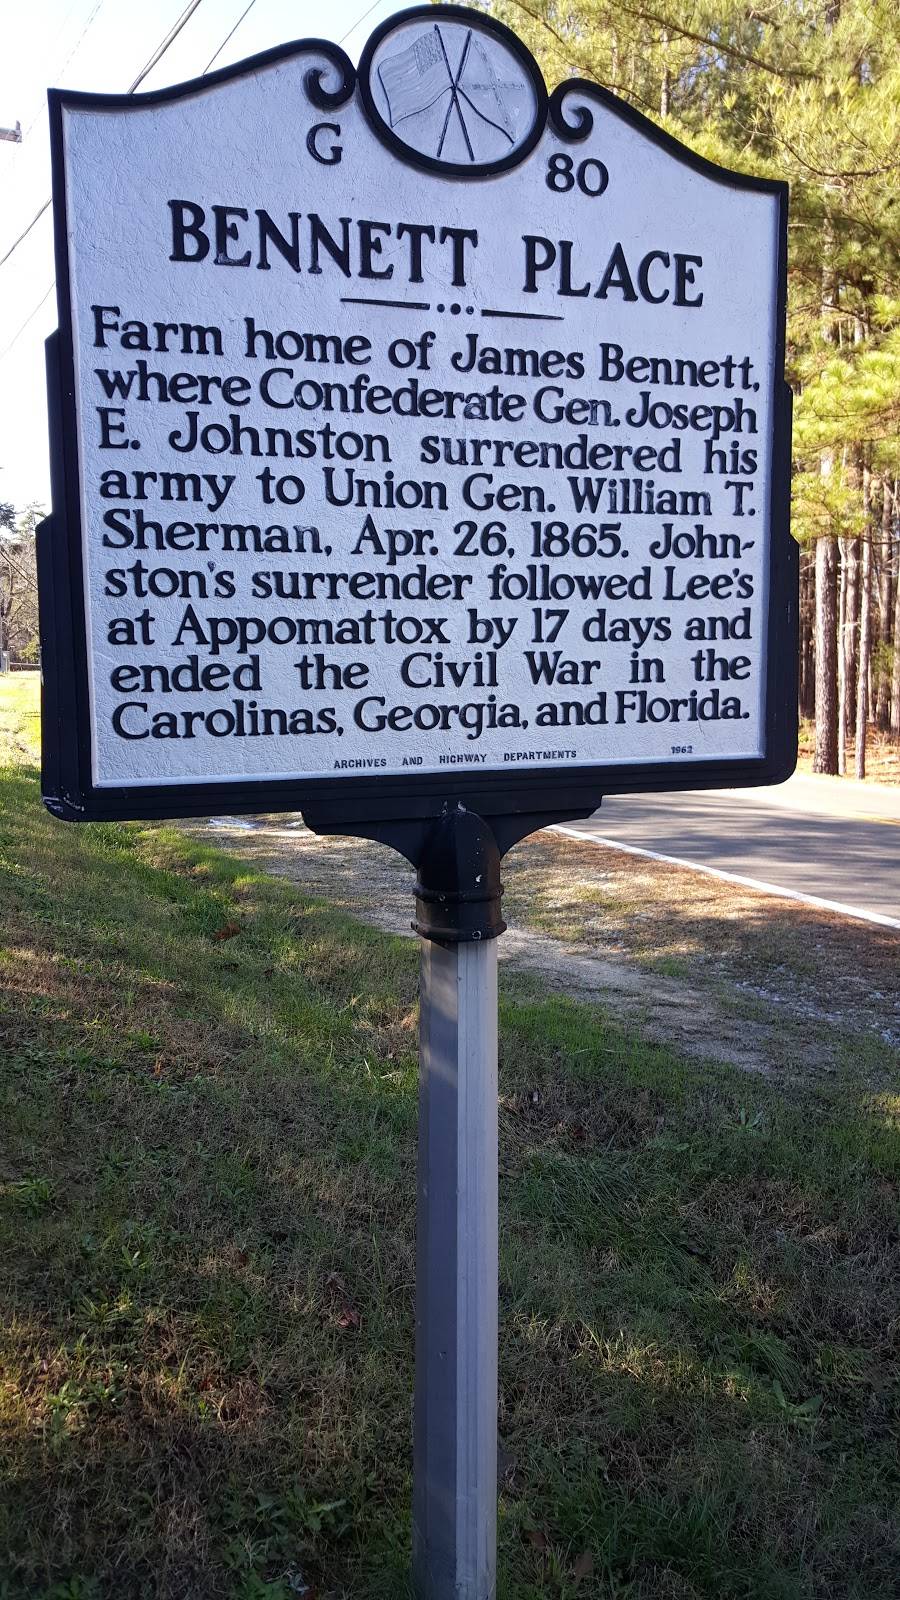 G 80
BENNETT PLACE
Farm home of James Bennett,
where Confederate Gen. Joseph
E. Johnston surrendered his
army to Union Gen. William T.
Sherman, Apr. 26, 1865. John-
ston's surrender followed Lee's
at Appomattox by 17 days and
ended the Civil War in the
Carolinas, Georgia, and Florida.
ARCHIVES AND HIGHWAY DEPARTMENTS 1962